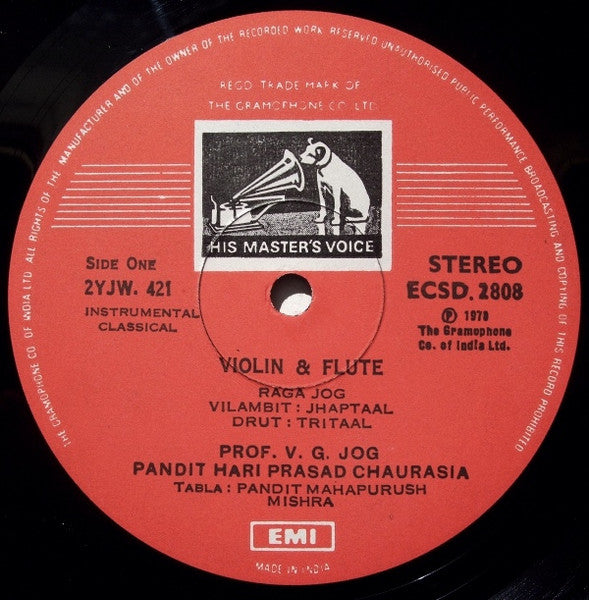 THE GRAMOPHONE CO. OF INDIA LTD. ALL RIGHTS OF THE MANUFACTURER AND OF THE OWNER OF THE RECORDED WORK RESERVED UNAUTHORISED PUBLIC PERFORMANCE BROADCASTING AND COPYING OF THIS RECORD PROHIBITED
REGD. TRADE MARK OF
THE GRAMOPHONE CO. LTD.
HIS MASTER'S VOICE
SIDE ONE
2YJW. 421
INSTRUMENTAL
CLASSICAL
STEREO
ECSD. 2808
Ⓟ 1978
The Gramophone
Co. of India Ltd.
VIOLIN & FLUTE
RAGA JOG
VILAMBIT : JHAPTAAL
DRUT : TRITAAL
PROF. V. G. JOG
PANDIT HARI PRASAD CHAURASIA
TABLA : PANDIT MAHAPURUSH
MISHRA
EMI
MADE IN INDIA